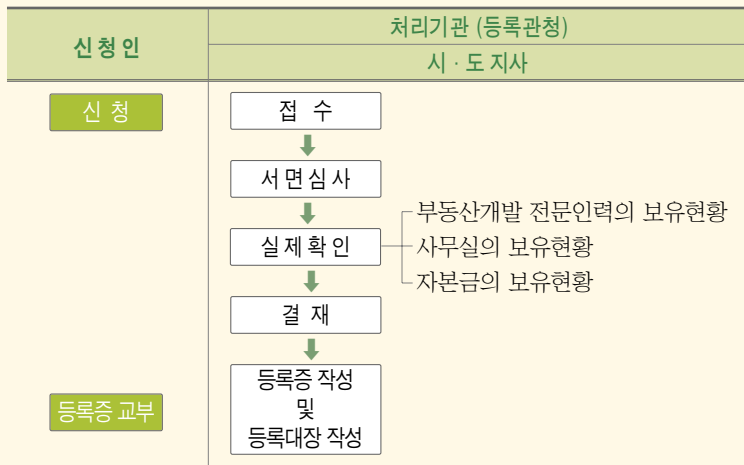 신청인
처리기관 (등록관청)
시 · 도 지사
신 청
접 수
서 면 심 사
실 제 확 인
부동산개발 전문인력의 보유현황
사무실의 보유현황
자본금의 보유현황
결 재
등록증 교부
등록증 작성
및
등록대장 작성